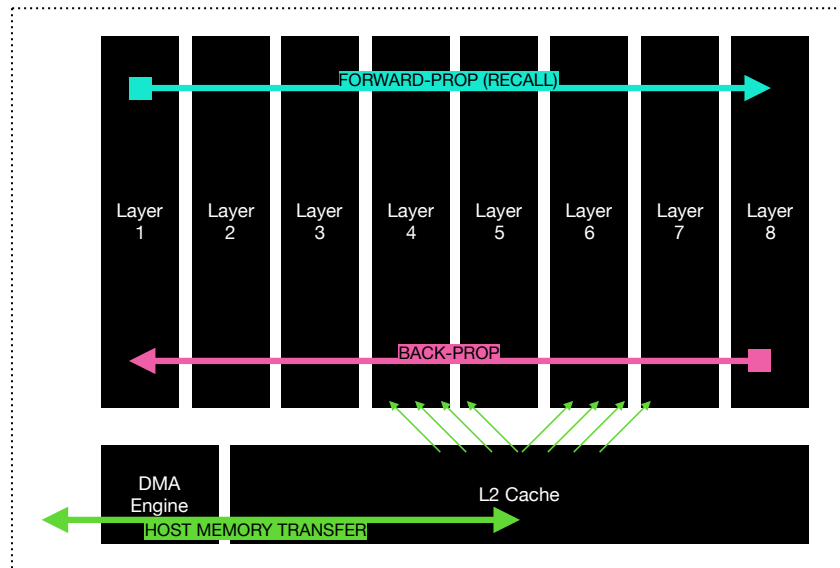 FORWARD-PROP (RECALL)
Layer
1
Layer
2
Layer
3
Layer
4
Layer
5
Layer
6
Layer
7
Layer
8
BACK-PROP
DMA
Engine
L2 Cache
HOST MEMORY TRANSFER